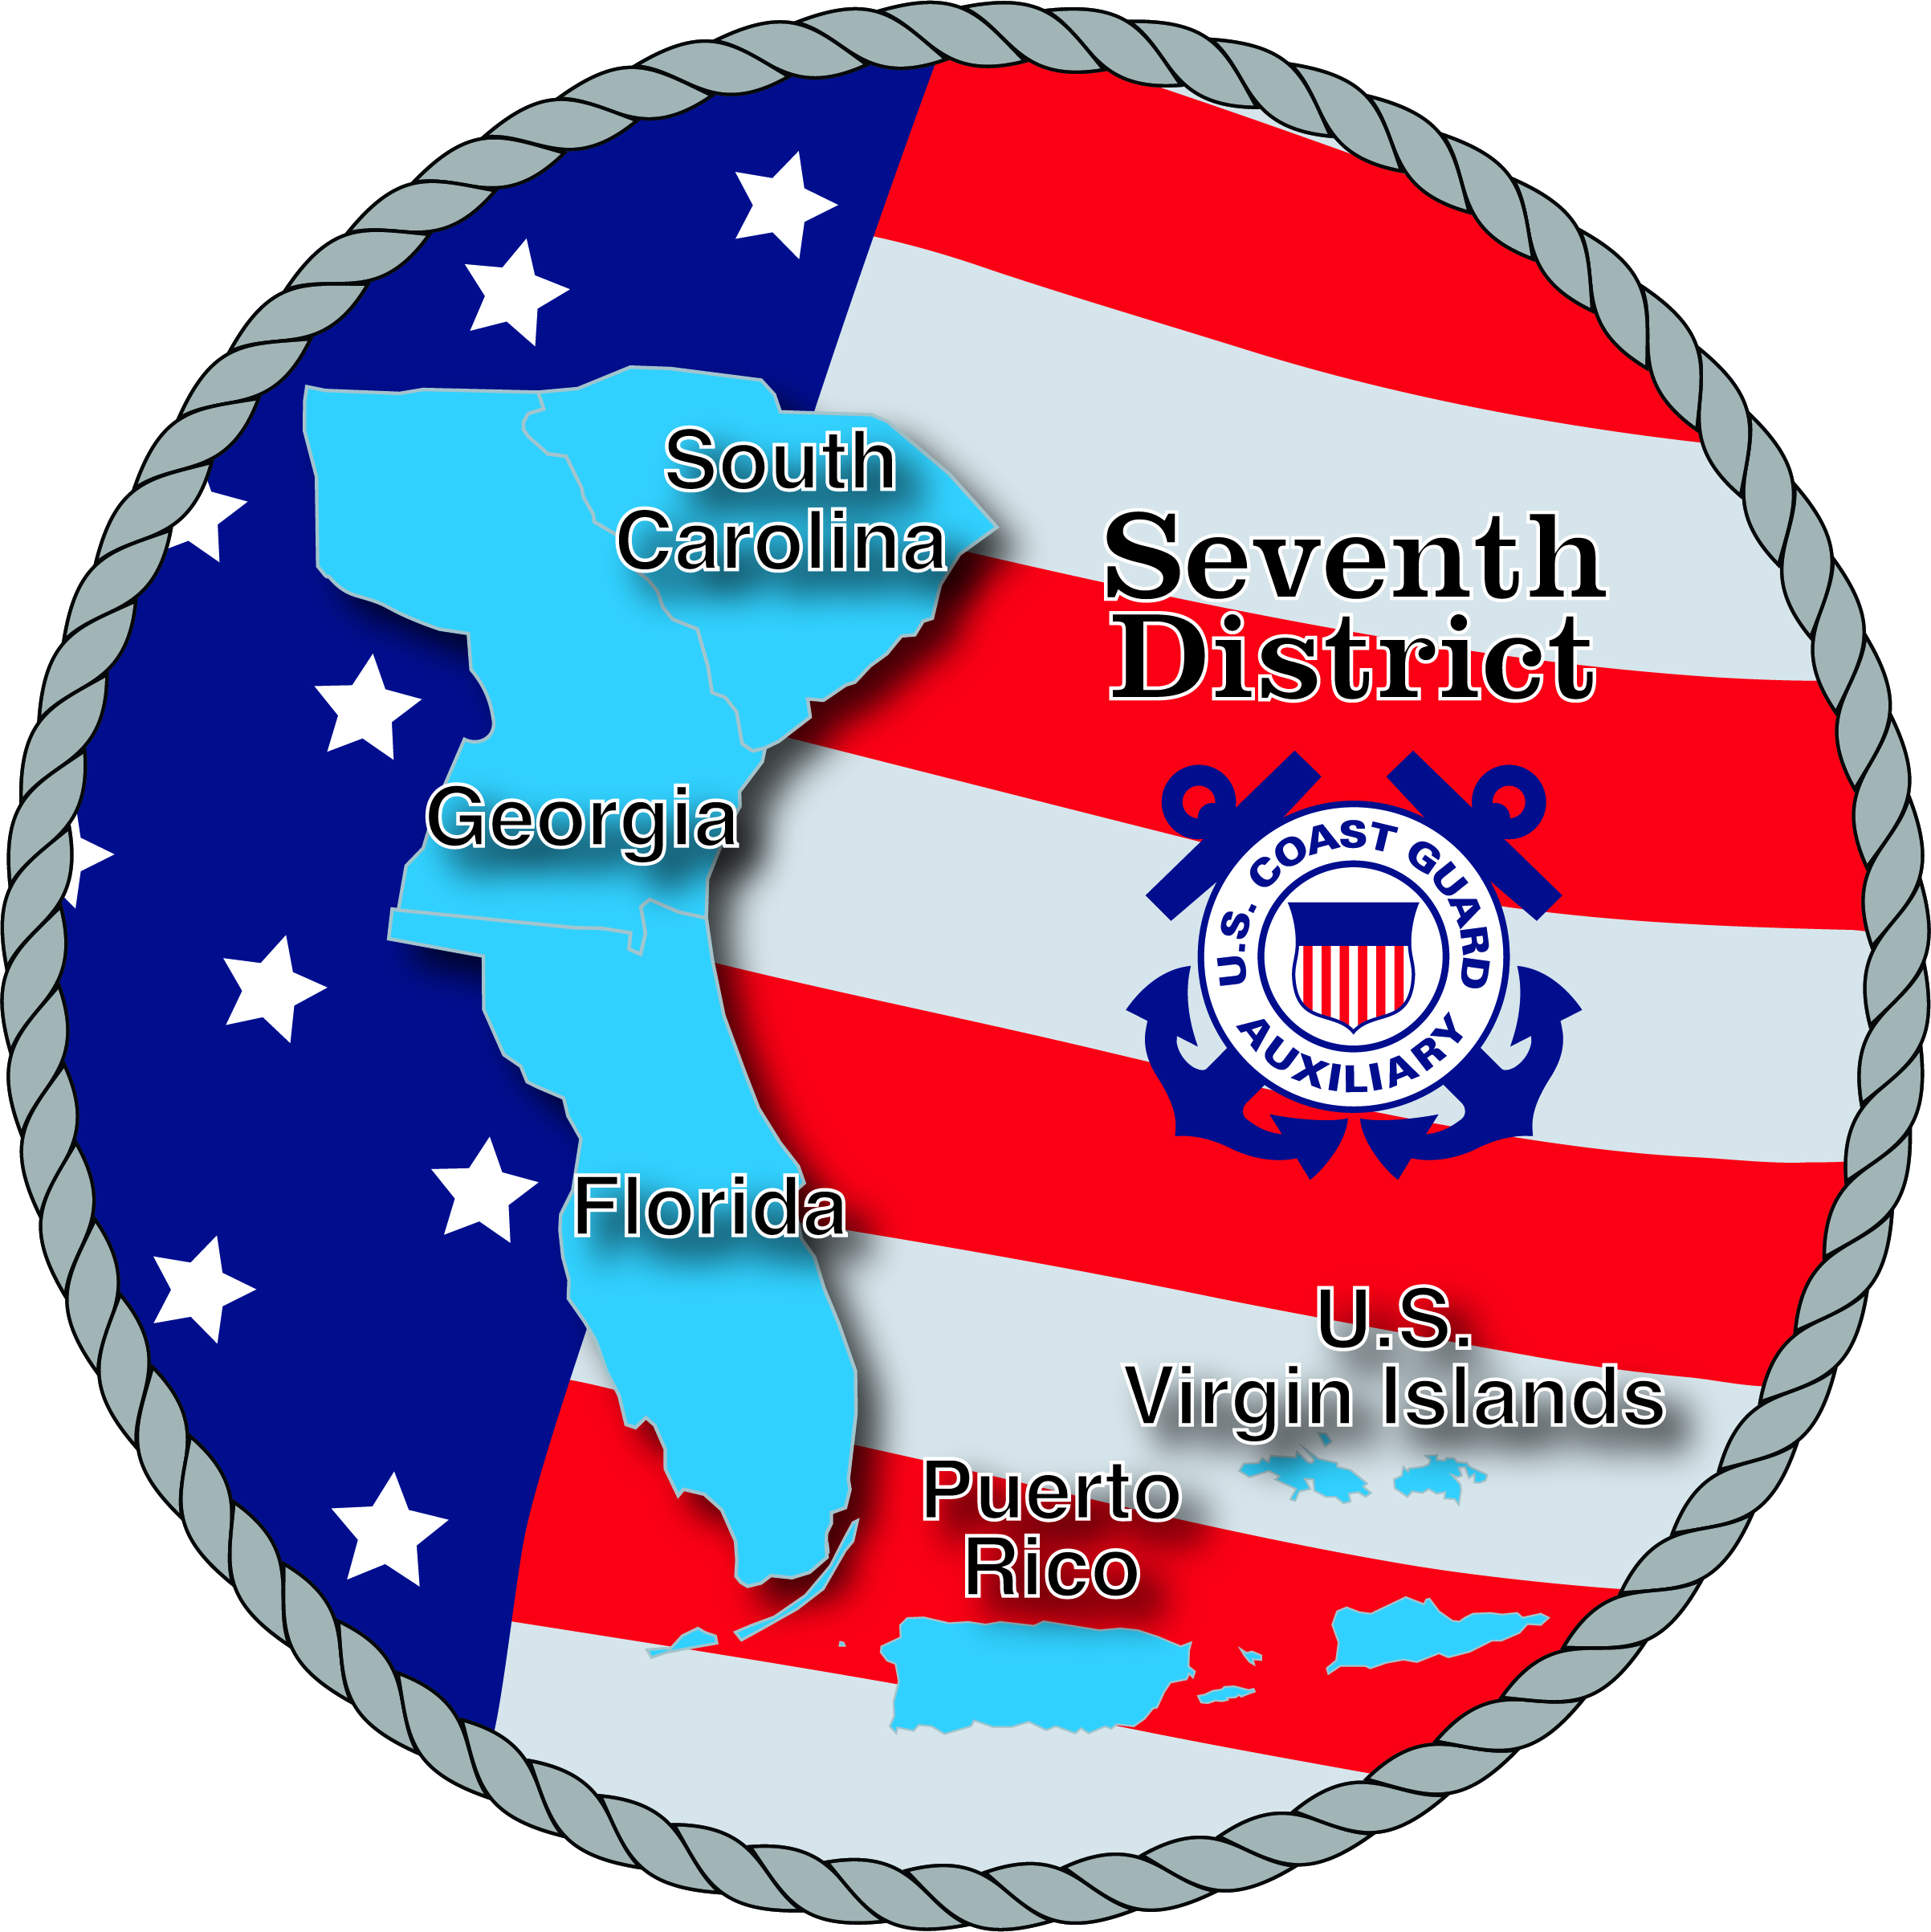 South
Carolina
Seventh
District
Georgia
U.S. COAST GUARD
AUXILIARY
Florida
U.S.
Virgin Islands
Puerto
Rico